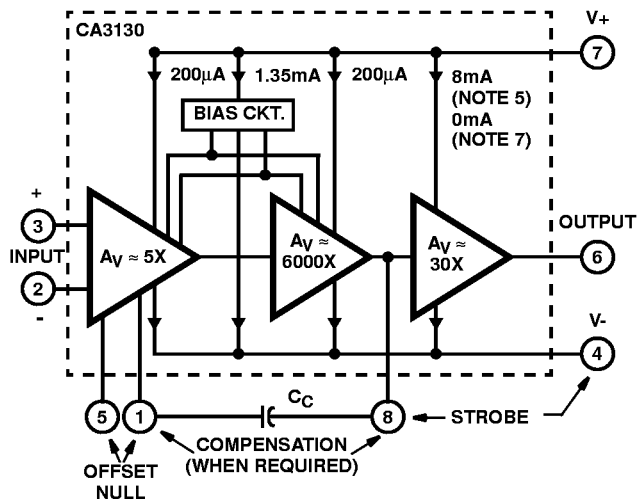 CA3130
V+
7
200μA
1.35mA
200μA
8mA
(NOTE 5)
0mA
(NOTE 7)
BIAS CKT.
+
3
INPUT
2
-
AV ≈ 5X
AV ≈
6000X
AV ≈
30X
OUTPUT
6
V-
4
CC
5
1
8
STROBE
COMPENSATION
(WHEN REQUIRED)
OFFSET
NULL